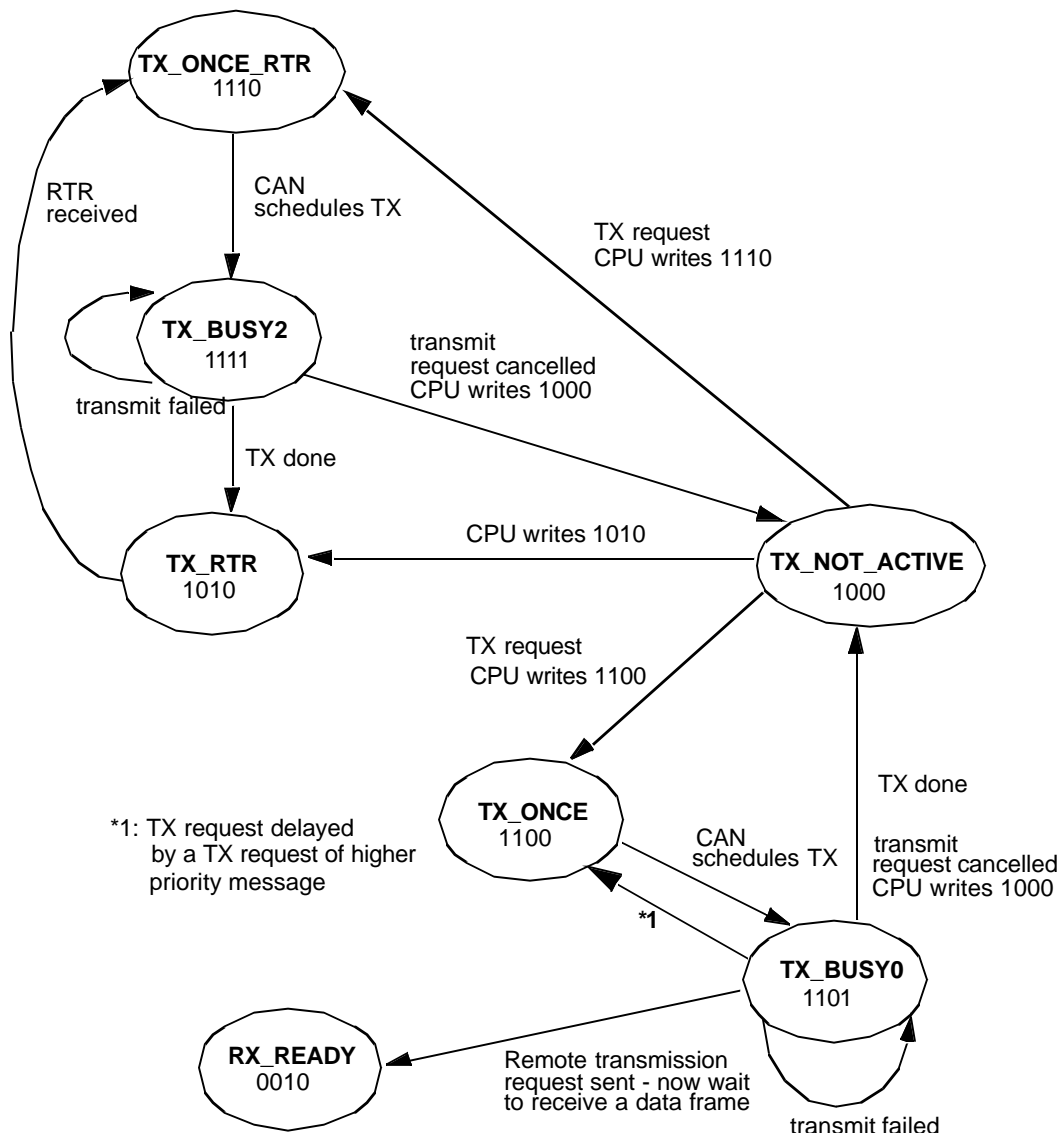 TX_ONCE_RTR
1110
RTR
received
CAN
schedules TX
TX request
CPU writes 1110
TX_BUSY2
1111
transmit
request cancelled
CPU writes 1000
transmit failed
TX done
CPU writes 1010
TX_RTR
1010
TX_NOT_ACTIVE
1000
TX request
CPU writes 1100
TX_ONCE
1100
TX done
*1: TX request delayed
by a TX request of higher
priority message
CAN
schedules TX
transmit
request cancelled
CPU writes 1000
*1
TX_BUSY0
1101
RX_READY
0010
Remote transmission
request sent - now wait
to receive a data frame
transmit failed